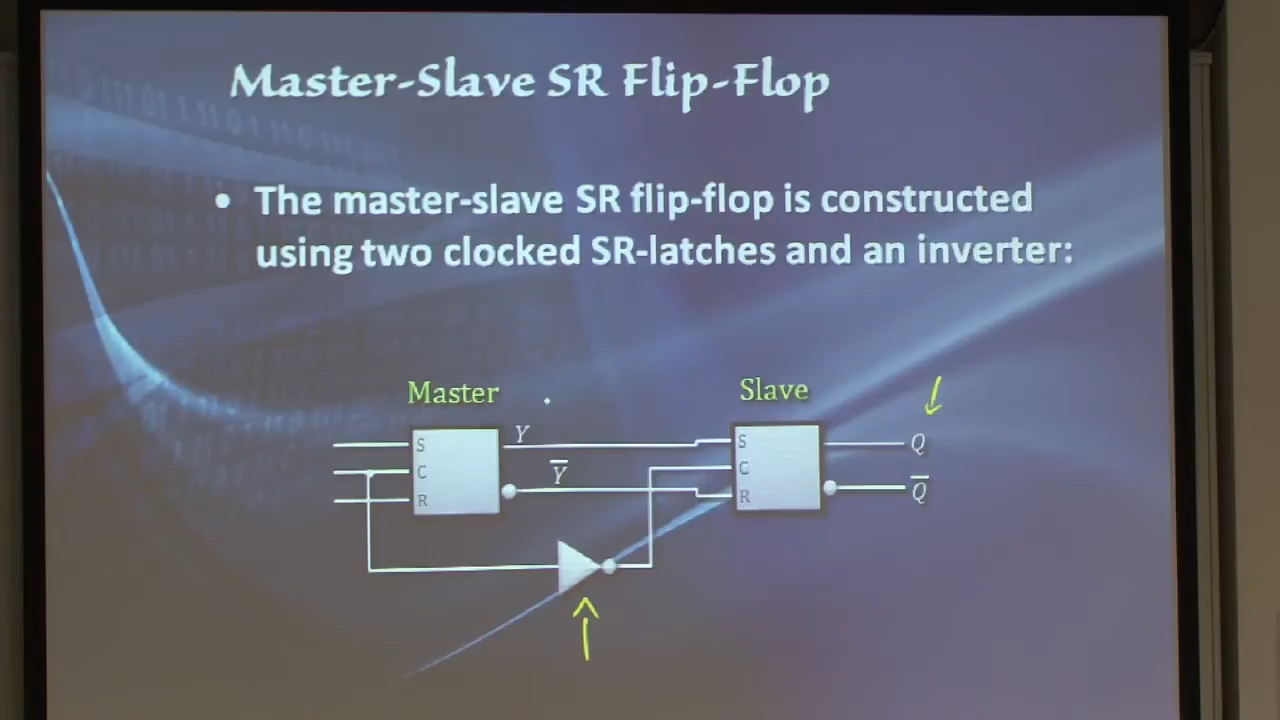 Master-Slave SR Flip-Flop
• The master-slave SR flip-flop is constructed
using two clocked SR-latches and an inverter:
Master
Slave
S
C
R
Y
Y̅
S
C
R
Q
Q̅